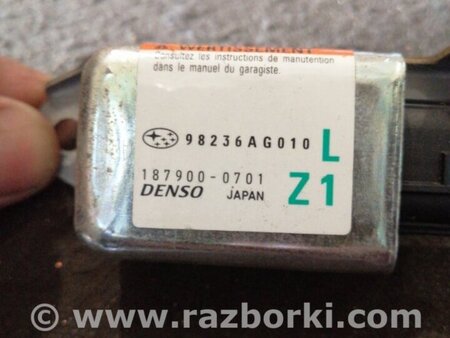 AVERTISSEMENT
Consultez les instructions de manutention
dans le manuel du garagiste.
98236AG010 L
187900-0701
DENSO JAPAN Z1
© www.razborki.com